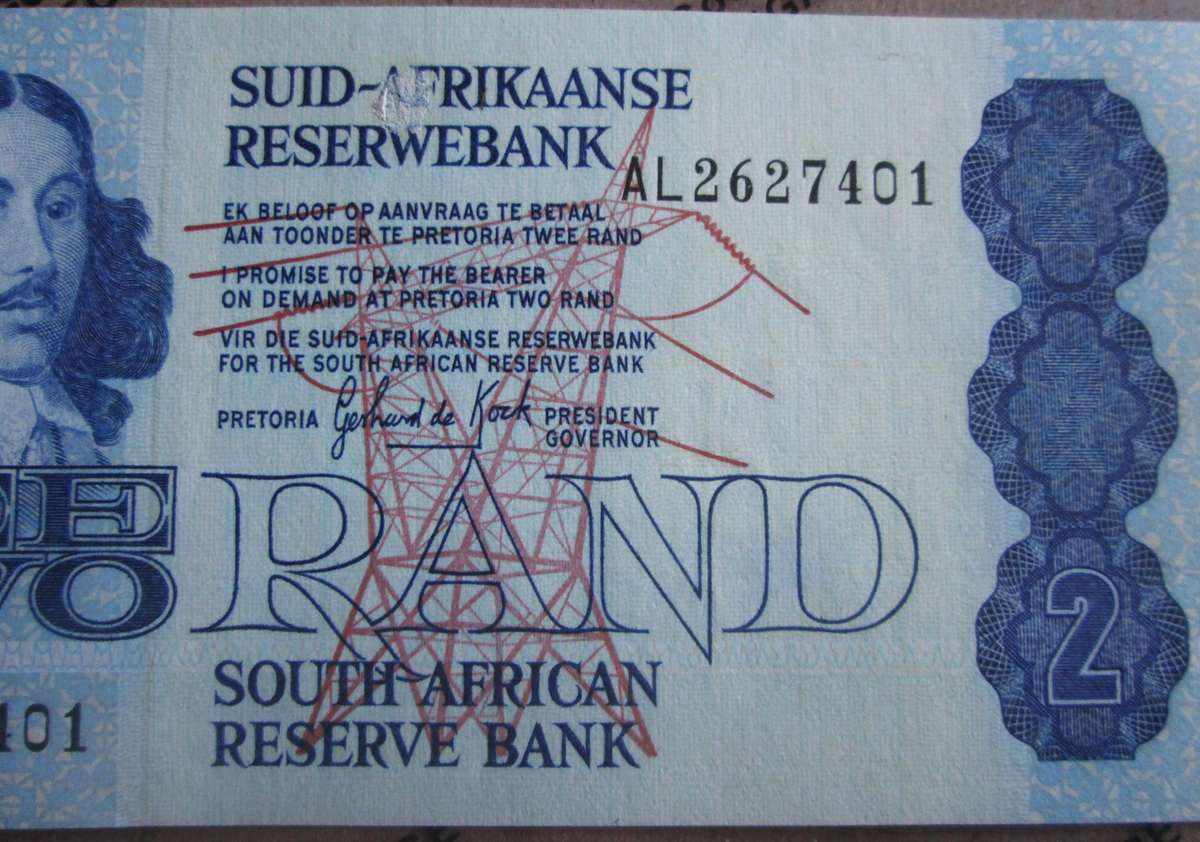 SUID-AFRIKAANSE
RESERWEBANK
AL2627401
EK BELOOF OP AANVRAAG TE BETAAL
AAN TOONDER TE PRETORIA TWEE RAND
I PROMISE TO PAY THE BEARER
ON DEMAND AT PRETORIA TWO RAND
VIR DIE SUID-AFRIKAANSE RESERWEBANK
FOR THE SOUTH AFRICAN RESERVE BANK
PRETORIA Gerhard de Kock PRESIDENT
GOVERNOR
EE
WO
RAND
2
SOUTH AFRICAN
RESERVE BANK
401